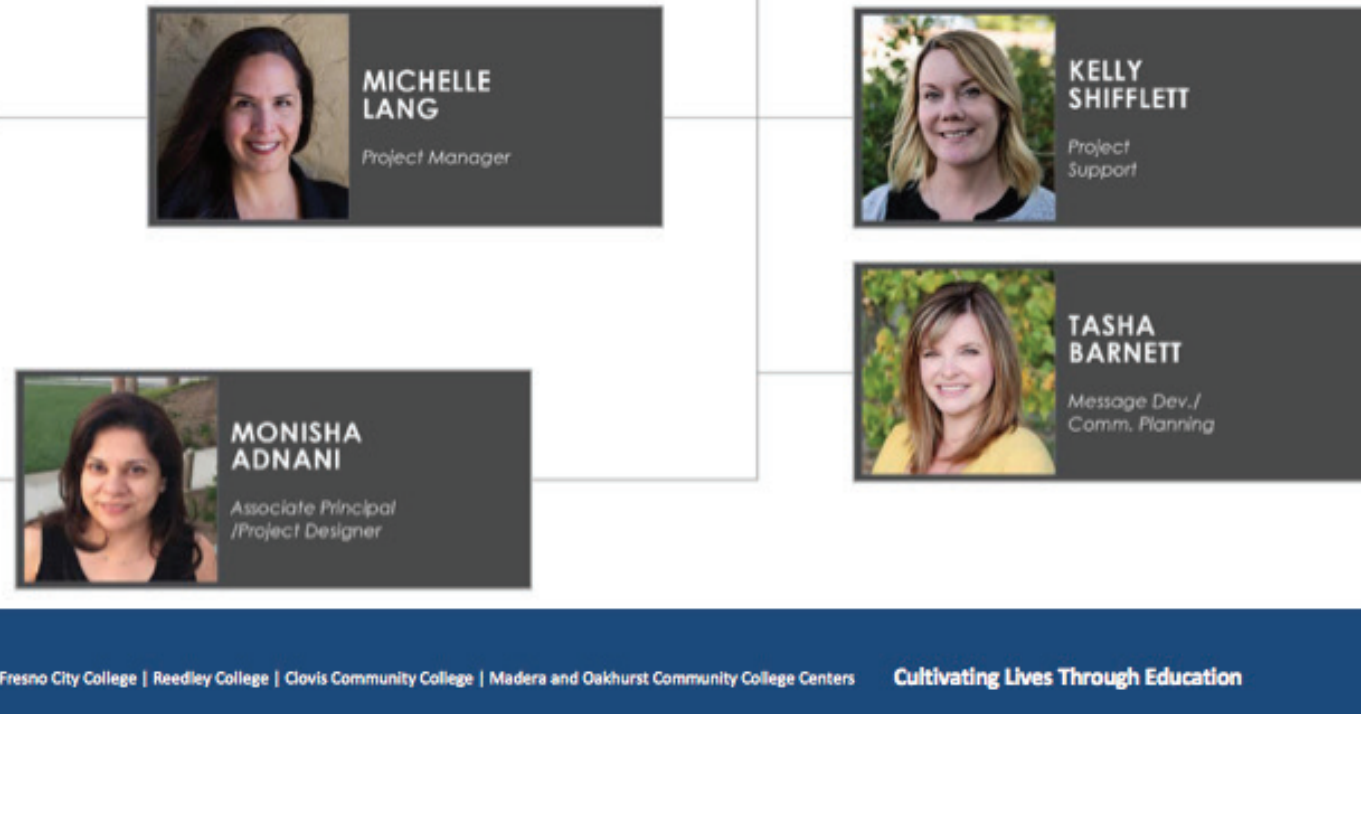 MICHELLE
LANG
Project Manager
KELLY
SHIFFLETT
Project
Support
TASHA
BARNETT
Message Dev./
Comm. Planning
MONISHA
ADNANI
Associate Principal
/Project Designer
Fresno City College | Reedley College | Clovis Community College | Madera and Oakhurst Community College Centers
Cultivating Lives Through Education